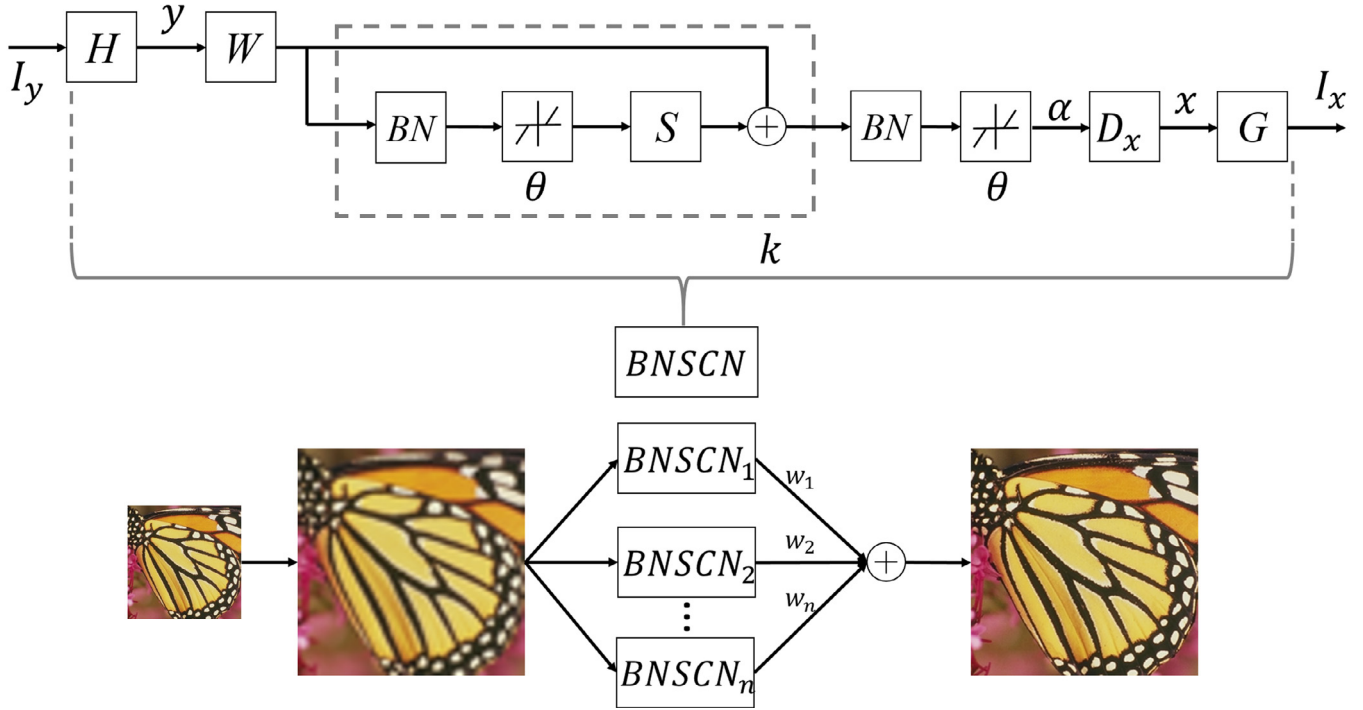 I_y H y W
BN θ S + BN θ α D_x x G I_x
k
BNSCN
BNSCN_1 w_1
BNSCN_2 w_2 +
⋮
BNSCN_n w_n